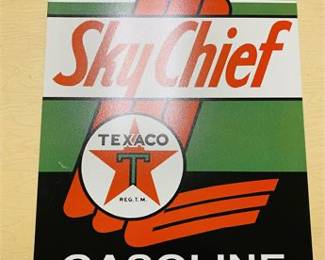 Sky Chief
TEXACO
T
REG. T. M.
GASOLINE